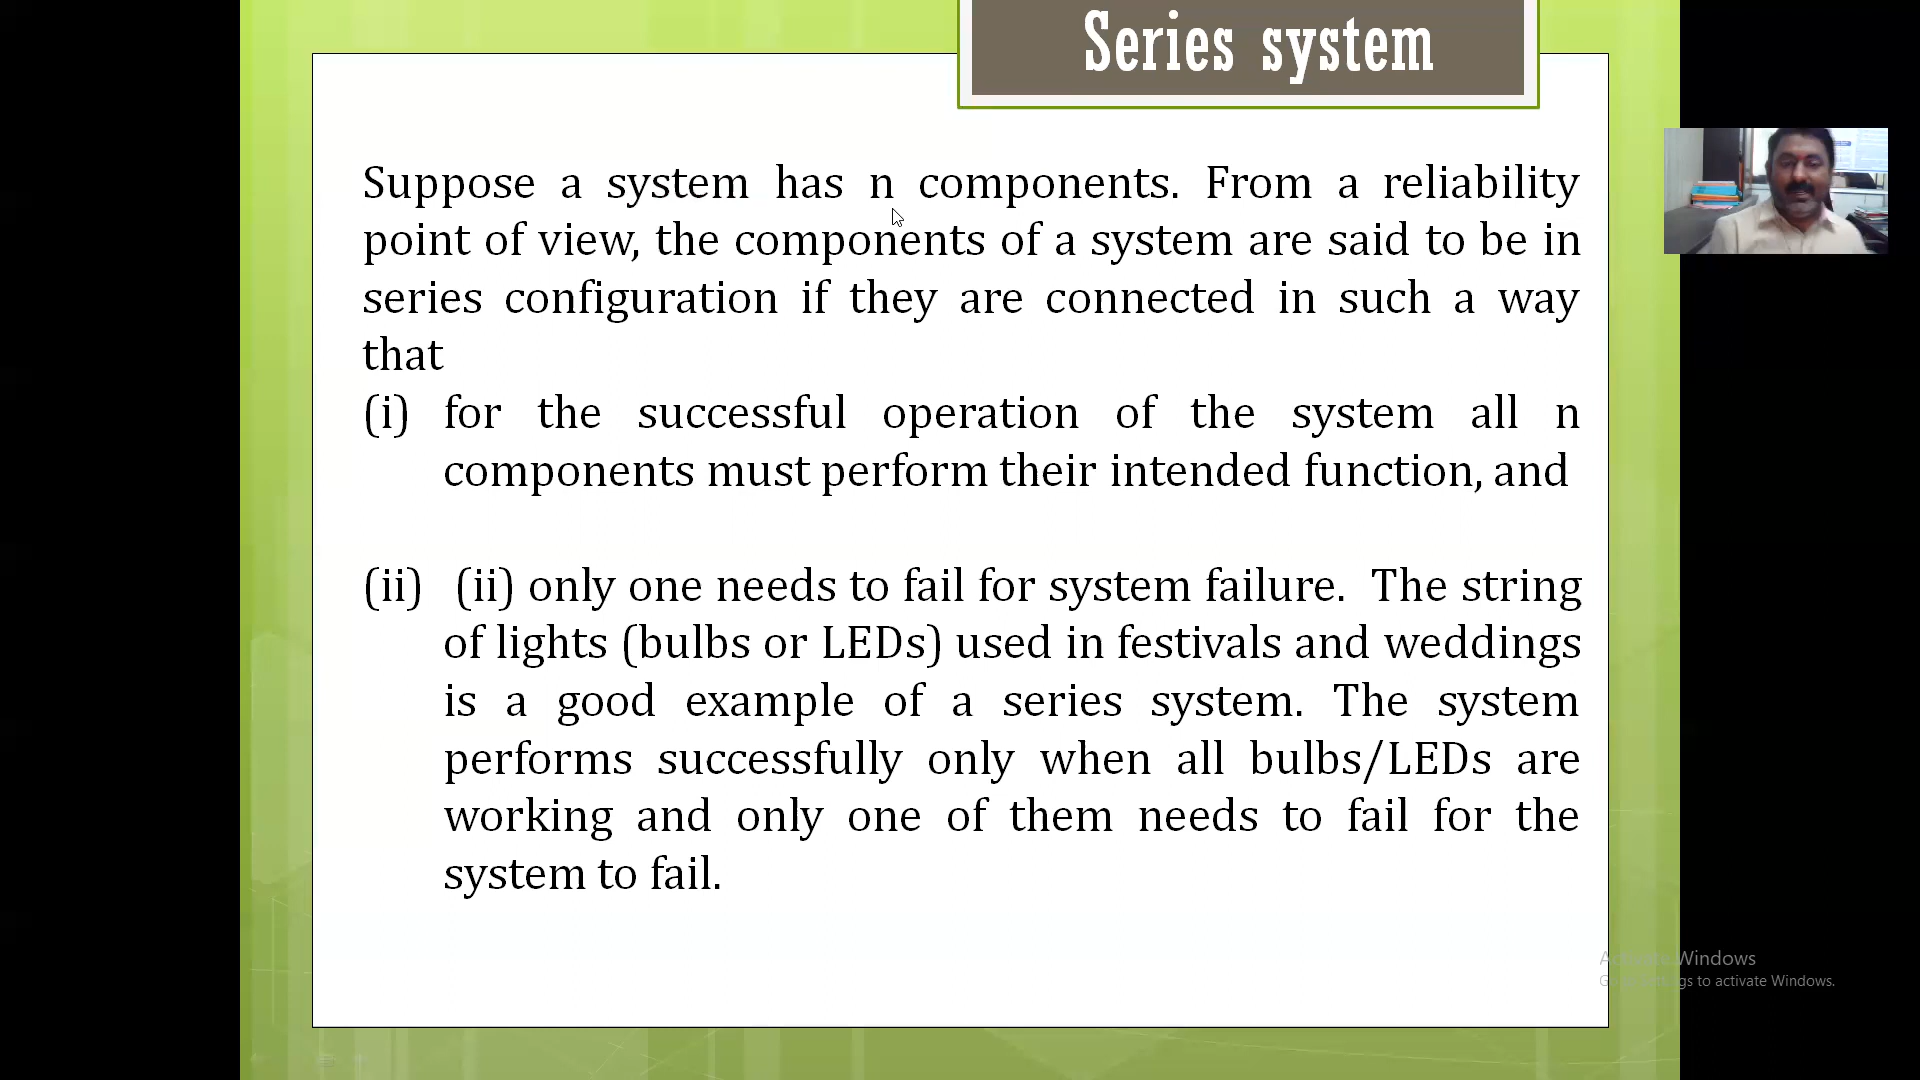 Series system
Suppose a system has n components. From a reliability
point of view, the components of a system are said to be in
series configuration if they are connected in such a way
that
(i) for the successful operation of the system all n
components must perform their intended function, and
(ii) (ii) only one needs to fail for system failure. The string
of lights (bulbs or LEDs) used in festivals and weddings
is a good example of a series system. The system
performs successfully only when all bulbs/LEDs are
working and only one of them needs to fail for the
system to fail.
Windows
to activate Windows.